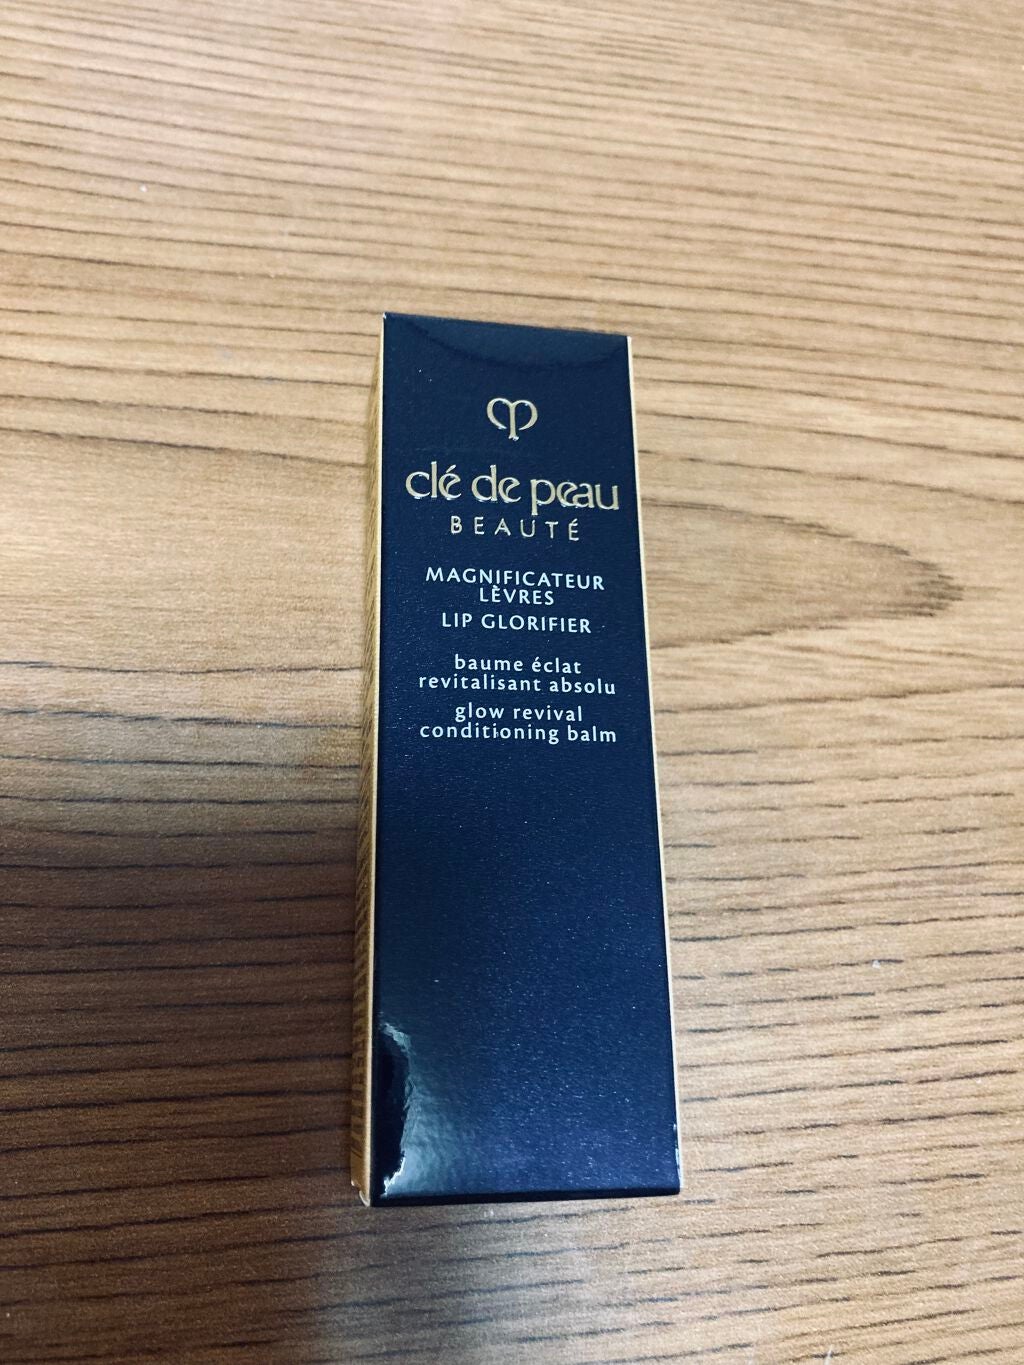 clé de peau
BEAUTÉ
MAGNIFICATEUR
LÈVRES
LIP GLORIFIER
baume éclat
revitalisant absolu
glow revival
conditioning balm